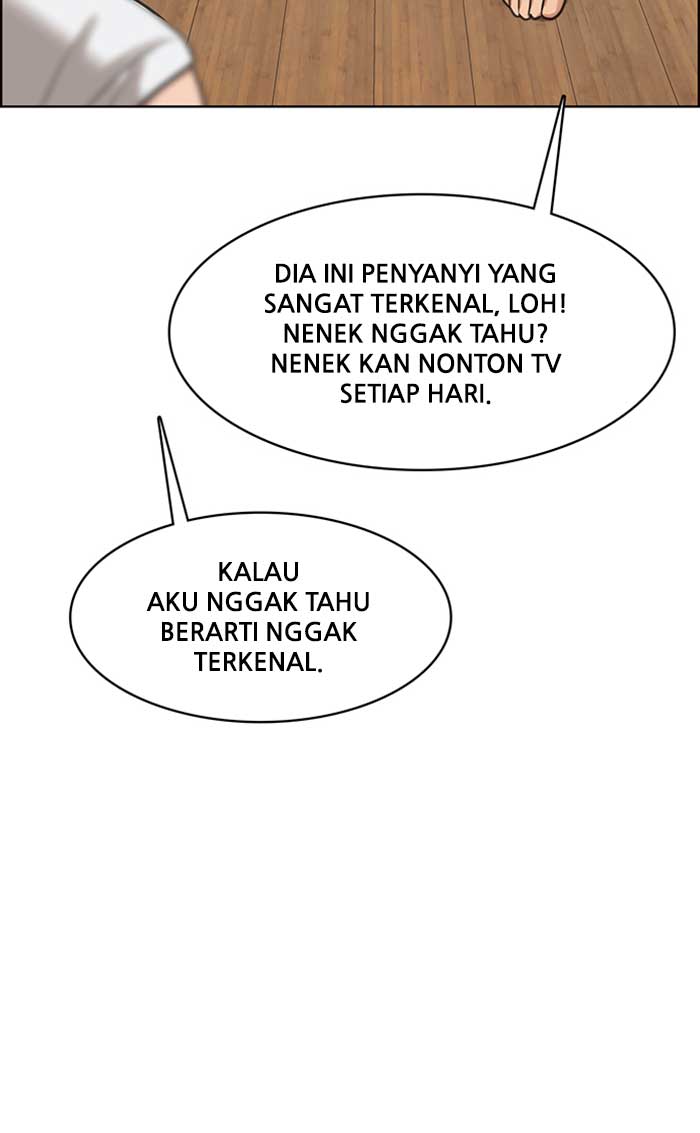 DIA INI PENYANYI YANG
SANGAT TERKENAL, LOH!
NENEK NGGAK TAHU?
NENEK KAN NONTON TV
SETIAP HARI.
KALAU
AKU NGGAK TAHU
BERARTI NGGAK
TERKENAL.